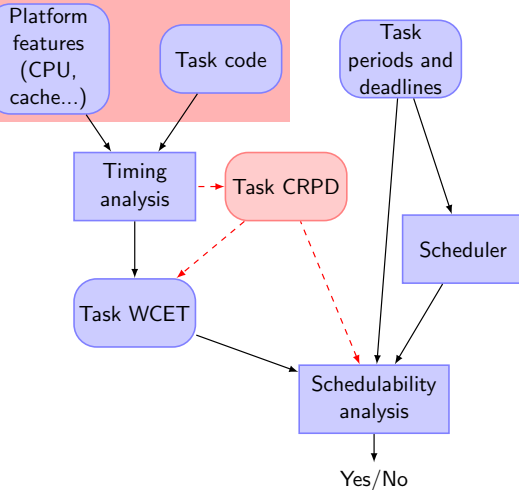 Platform
features
(CPU,
cache...)
Task code
Task
periods and
deadlines
Timing
analysis
Task CRPD
Scheduler
Task WCET
Schedulability
analysis
Yes/No